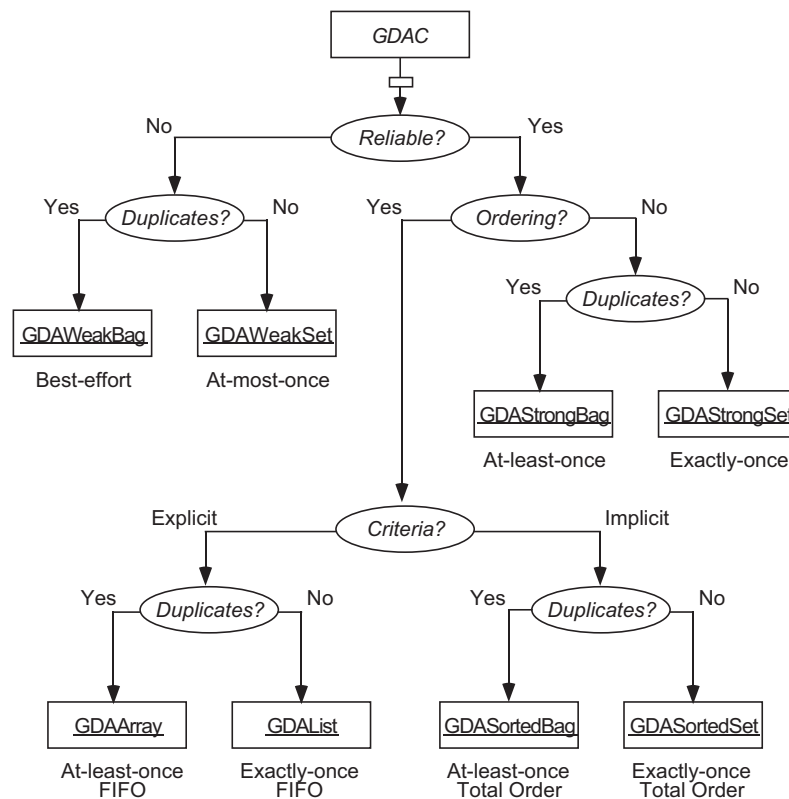 GDAC
No
Reliable?
Yes
Yes
Duplicates?
No
Yes
Ordering?
No
Yes
Duplicates?
No
GDAWeakBag
GDAWeakSet
Best-effort
At-most-once
GDAStrongBag
GDAStrongSet
At-least-once
Exactly-once
Explicit
Criteria?
Implicit
Yes
Duplicates?
No
Yes
Duplicates?
No
GDAArray
GDAList
GDASortedBag
GDASortedSet
At-least-once
FIFO
Exactly-once
FIFO
At-least-once
Total Order
Exactly-once
Total Order